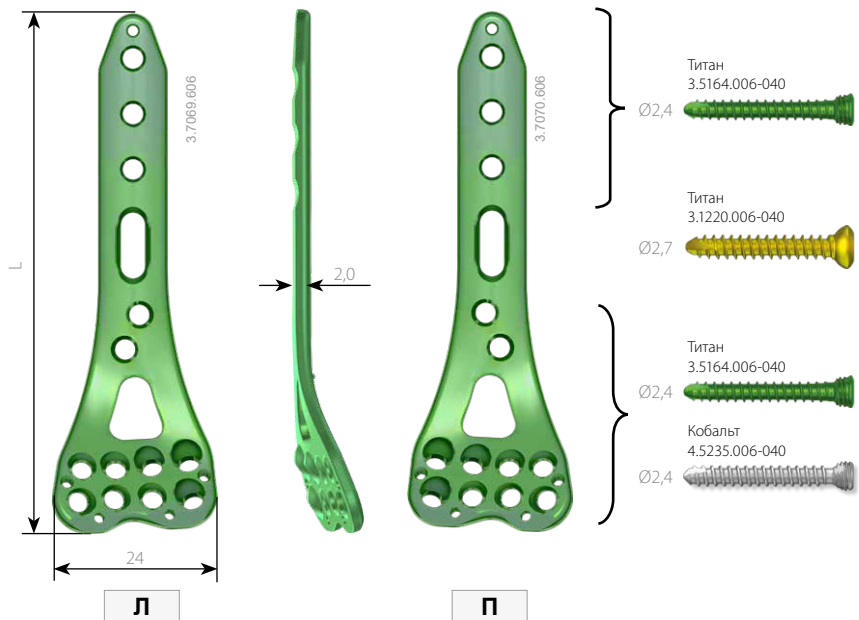 L
3.7069.606
2,0
3.7070.606
24
Л
П
Титан
3.5164.006-040
Ø2,4
Титан
3.1220.006-040
Ø2,7
Титан
3.5164.006-040
Ø2,4
Кобальт
4.5235.006-040
Ø2,4